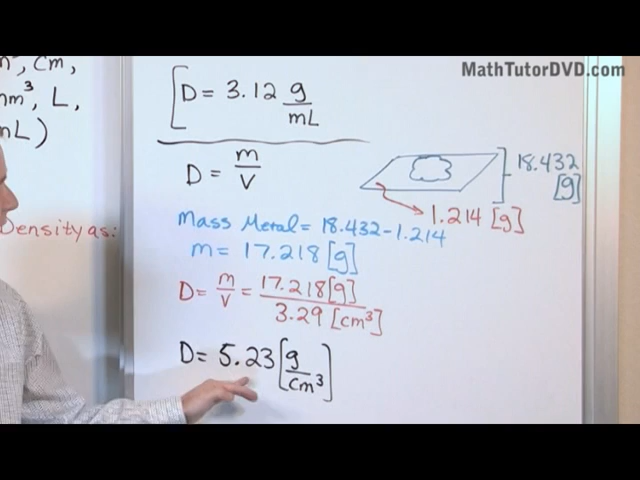 MathTutorDVD.com
m³, cm,
mm³, L,
mL)
Density as:
[D = 3.12 g/mL
D = m/V
18.432 [g]
1.214 [g]
Mass Metal = 18.432-1.214
m = 17.218 [g]
D = m/V = 17.218 [g] / 3.29 [cm³]
D = 5.23 [g/cm³]